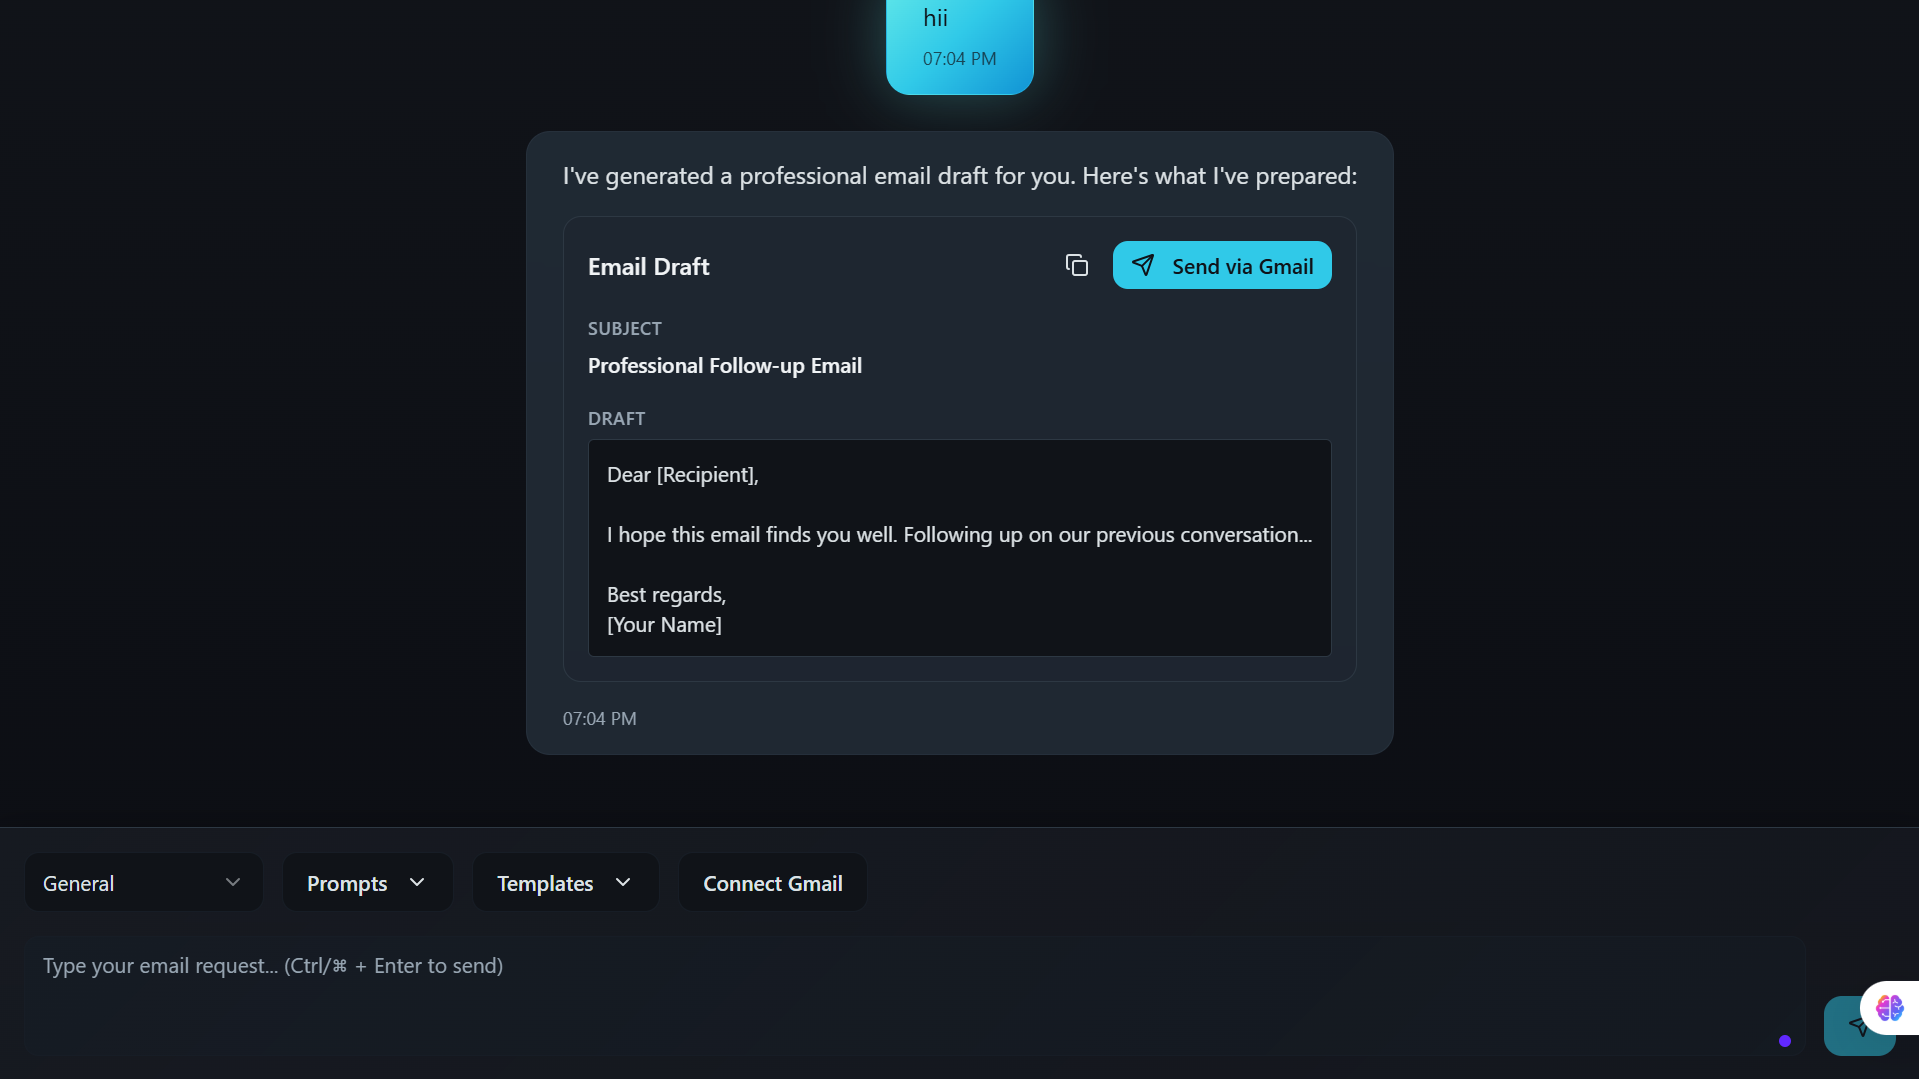 hii
07:04 PM
I've generated a professional email draft for you. Here's what I've prepared:
Email Draft
Send via Gmail
SUBJECT
Professional Follow-up Email
DRAFT
Dear [Recipient],
I hope this email finds you well. Following up on our previous conversation...
Best regards,
[Your Name]
07:04 PM
General
Prompts
Templates
Connect Gmail
Type your email request... (Ctrl/⌘ + Enter to send)